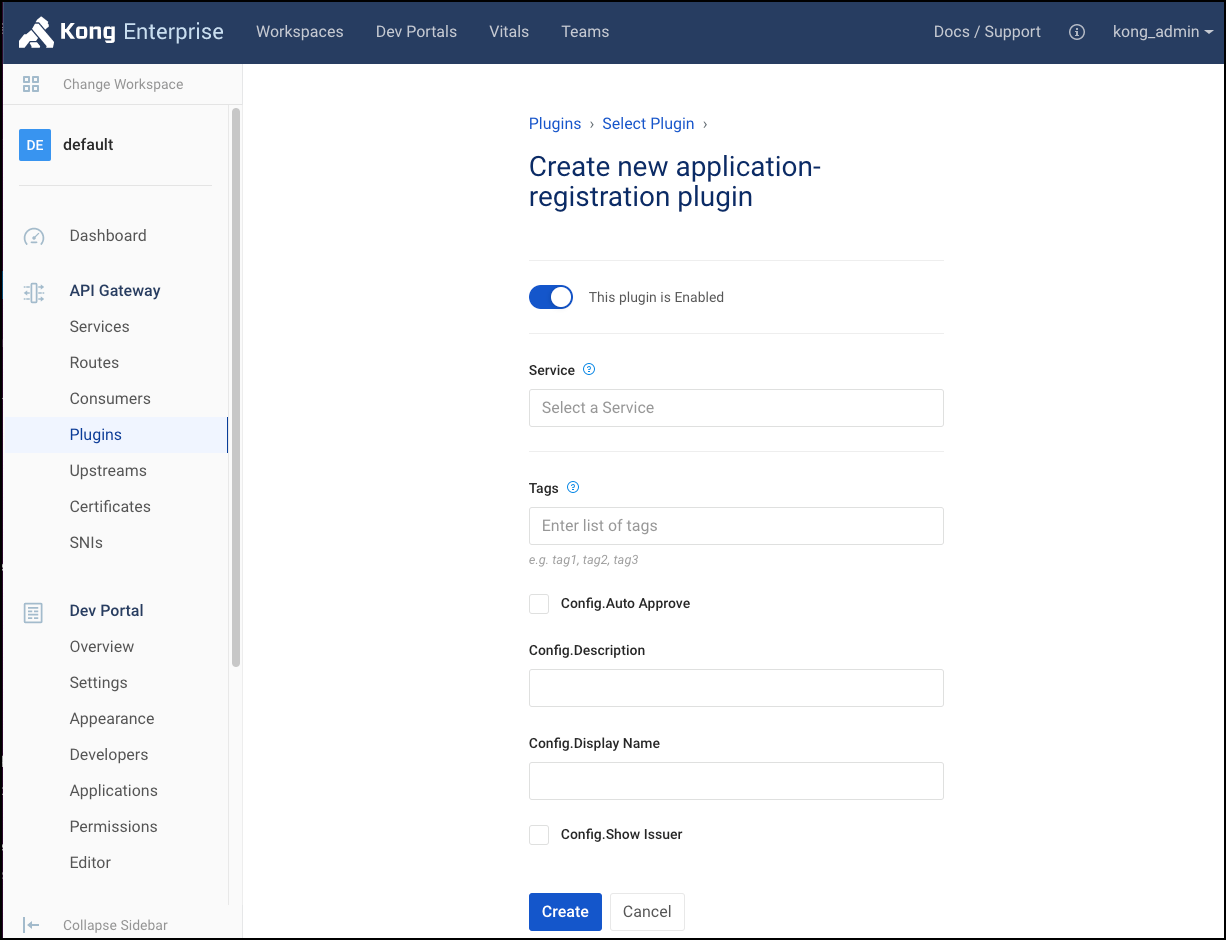 Kong Enterprise Workspaces Dev Portals Vitals Teams Docs / Support kong_admin
Change Workspace
DE default
Dashboard
API Gateway
Services
Routes
Consumers
Plugins
Upstreams
Certificates
SNIs
Dev Portal
Overview
Settings
Appearance
Developers
Applications
Permissions
Editor
Collapse Sidebar
Plugins › Select Plugin ›
Create new application-
registration plugin
This plugin is Enabled
Service ?
Select a Service
Tags ?
Enter list of tags
e.g. tag1, tag2, tag3
Config.Auto Approve
Config.Description
Config.Display Name
Config.Show Issuer
Create Cancel